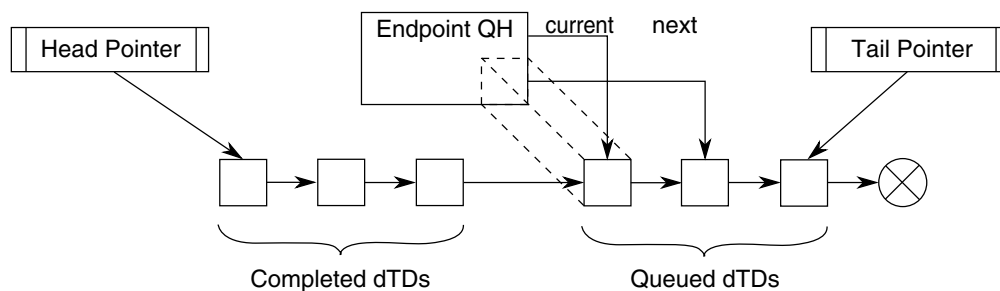 Head Pointer
Endpoint QH
current
next
Tail Pointer
Completed dTDs
Queued dTDs